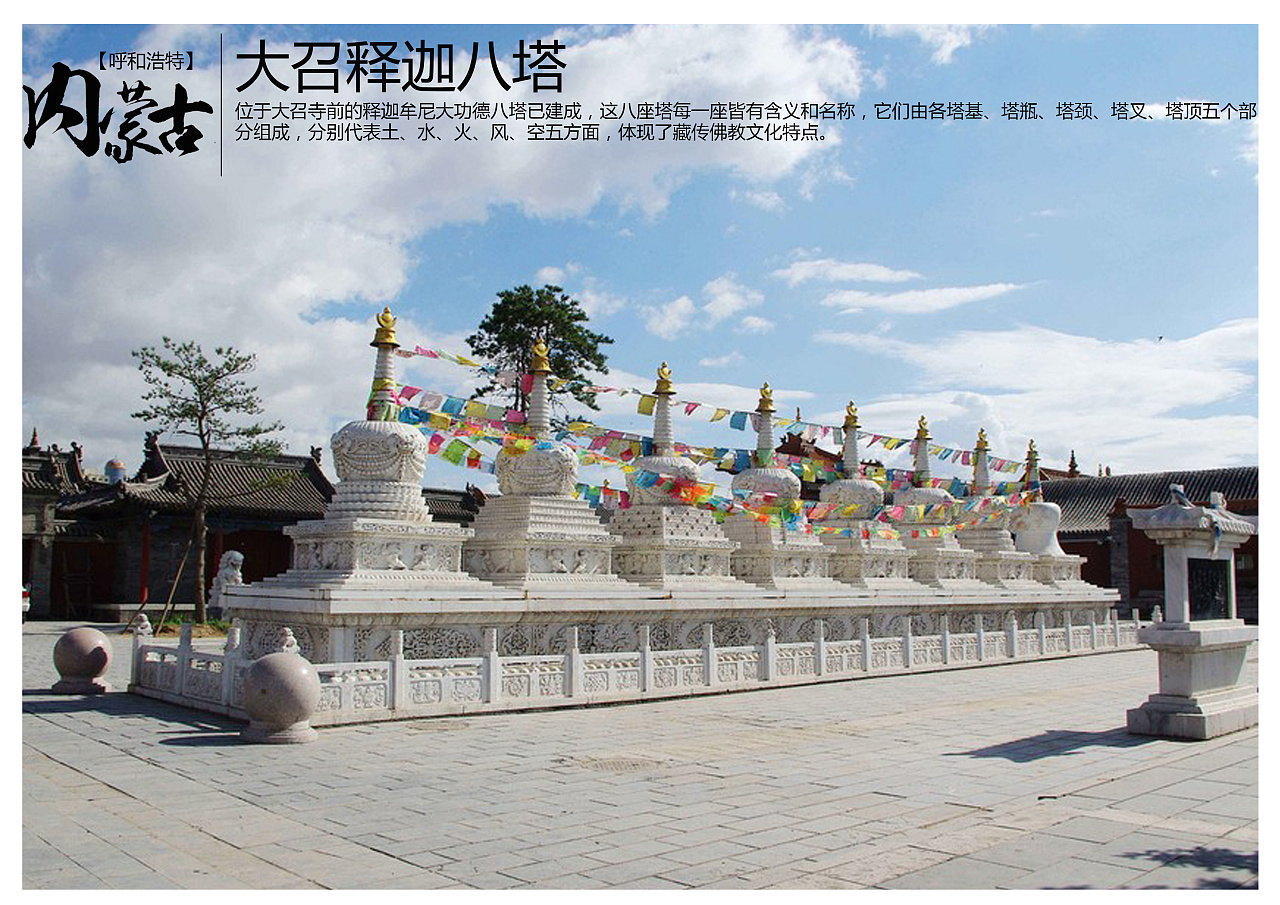 【呼和浩特】
内蒙古
大召释迦八塔
位于大召寺前的释迦牟尼大功德八塔已建成，这八座塔每一座皆有含义和名称，它们由各塔基、塔瓶、塔颈、塔叉、塔顶五个部
分组成，分别代表土、水、火、风、空五方面，体现了藏传佛教文化特点。